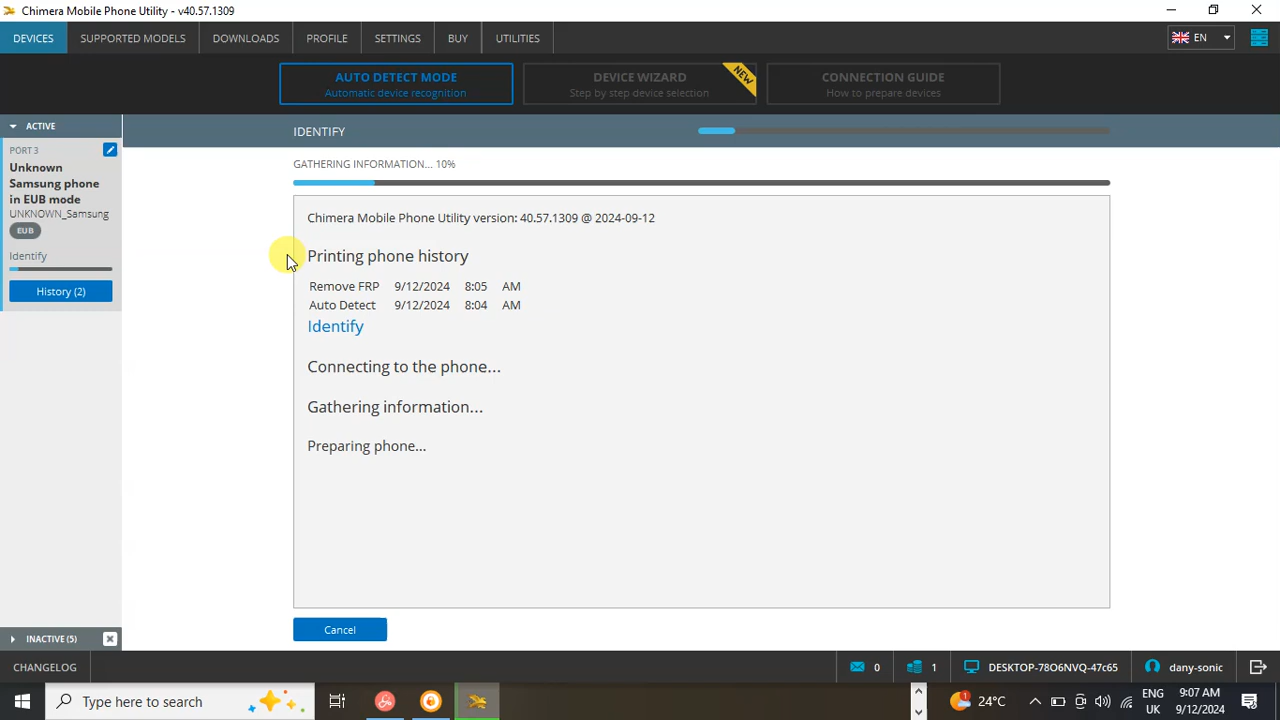 Chimera Mobile Phone Utility - v40.57.1309
DEVICES SUPPORTED MODELS DOWNLOADS PROFILE SETTINGS BUY UTILITIES EN
AUTO DETECT MODE
Automatic device recognition
DEVICE WIZARD
Step by step device selection
NEW
CONNECTION GUIDE
How to prepare devices
ACTIVE
PORT 3
Unknown
Samsung phone
in EUB mode
UNKNOWN_Samsung
EUB
Identify
History (2)
IDENTIFY
GATHERING INFORMATION... 10%
Chimera Mobile Phone Utility version: 40.57.1309 @ 2024-09-12
Printing phone history
Remove FRP 9/12/2024 8:05 AM
Auto Detect 9/12/2024 8:04 AM
Identify
Connecting to the phone...
Gathering information...
Preparing phone...
Cancel
INACTIVE (5)
CHANGELOG 0 1 DESKTOP-78O6NVQ-47c65 dany-sonic
Type here to search
1 24°C
ENG
UK
9:07 AM
9/12/2024